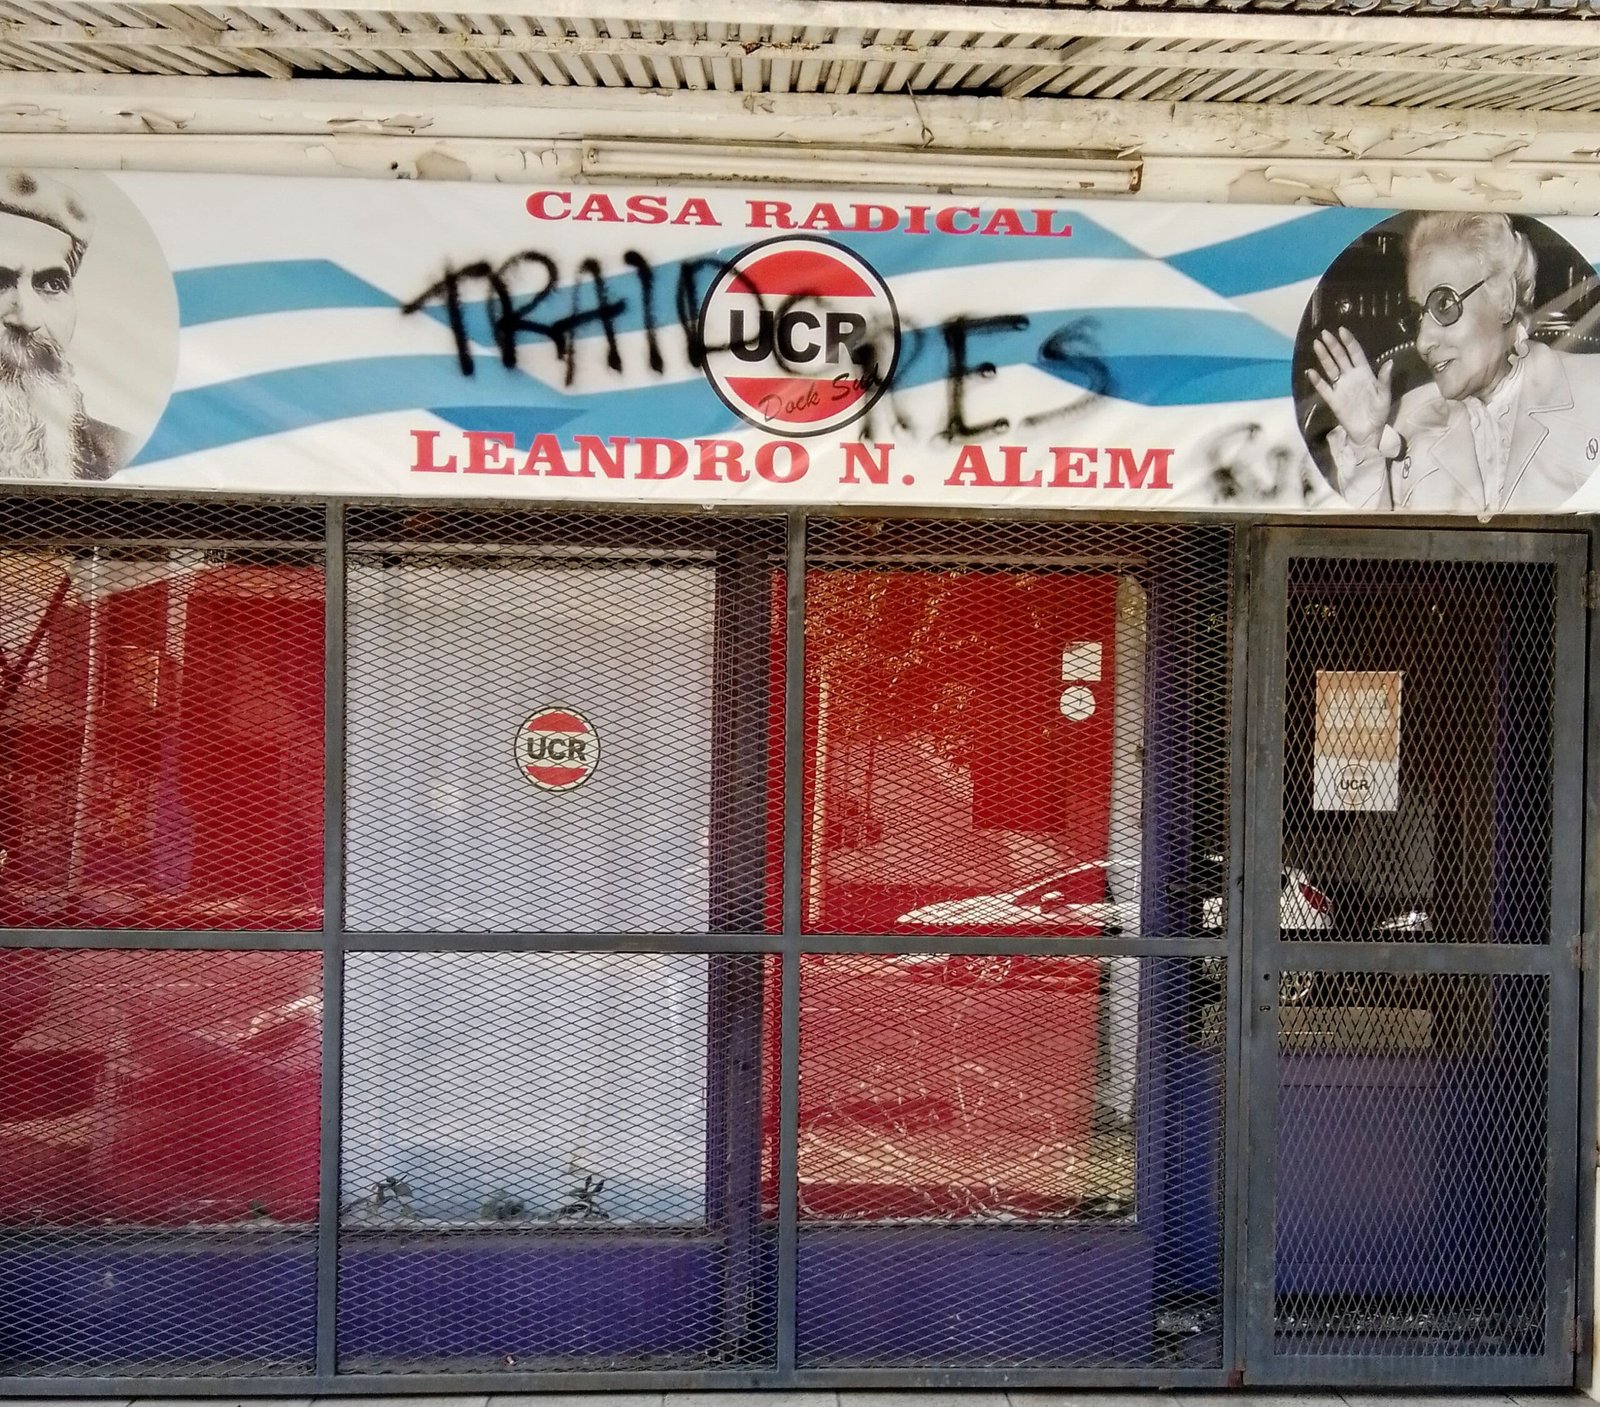 CASA RADICAL
TRAIDORES
UCR
Dock Sud
LEANDRO N. ALEM
UCR
UCR